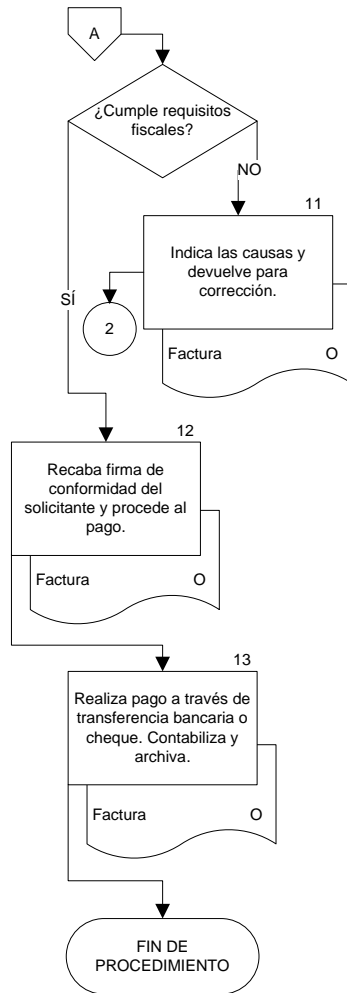 A
¿Cumple requisitos
fiscales?
NO
11
Indica las causas y
devuelve para
corrección.
SÍ
2
Factura O
12
Recaba firma de
conformidad del
solicitante y procede al
pago.
Factura O
13
Realiza pago a través de
transferencia bancaria o
cheque. Contabiliza y
archiva.
Factura O
FIN DE
PROCEDIMIENTO